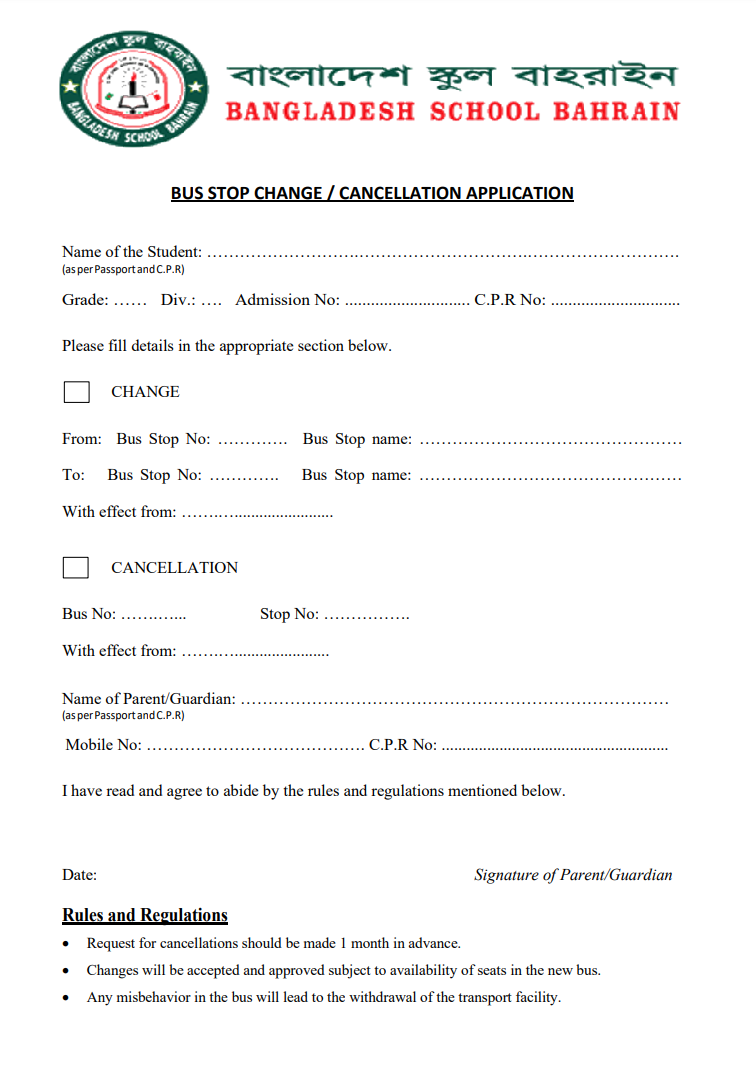 বাংলাদেশ স্কুল বাহরাইন
BANGLADESH SCHOOL BAHRAIN
বাংলাদেশ স্কুল বাহরাইন
BANGLADESH SCHOOL BAHRAIN
BUS STOP CHANGE / CANCELLATION APPLICATION
Name of the Student: ……………………………………………………………………………
(as per Passport and C.P.R)
Grade: …… Div.: …. Admission No: ............................. C.P.R No: ..............................
Please fill details in the appropriate section below.
CHANGE
From: Bus Stop No: …………. Bus Stop name: …………………………………………
To: Bus Stop No: …………. Bus Stop name: …………………………………………
With effect from: ……………........................
CANCELLATION
Bus No: ………….. Stop No: …………….
With effect from: ……………......................
Name of Parent/Guardian: ……………………………………………………………………
(as per Passport and C.P.R)
Mobile No: …………………………………. C.P.R No: .....................................................
I have read and agree to abide by the rules and regulations mentioned below.
Date: Signature of Parent/Guardian
Rules and Regulations
• Request for cancellations should be made 1 month in advance.
• Changes will be accepted and approved subject to availability of seats in the new bus.
• Any misbehavior in the bus will lead to the withdrawal of the transport facility.